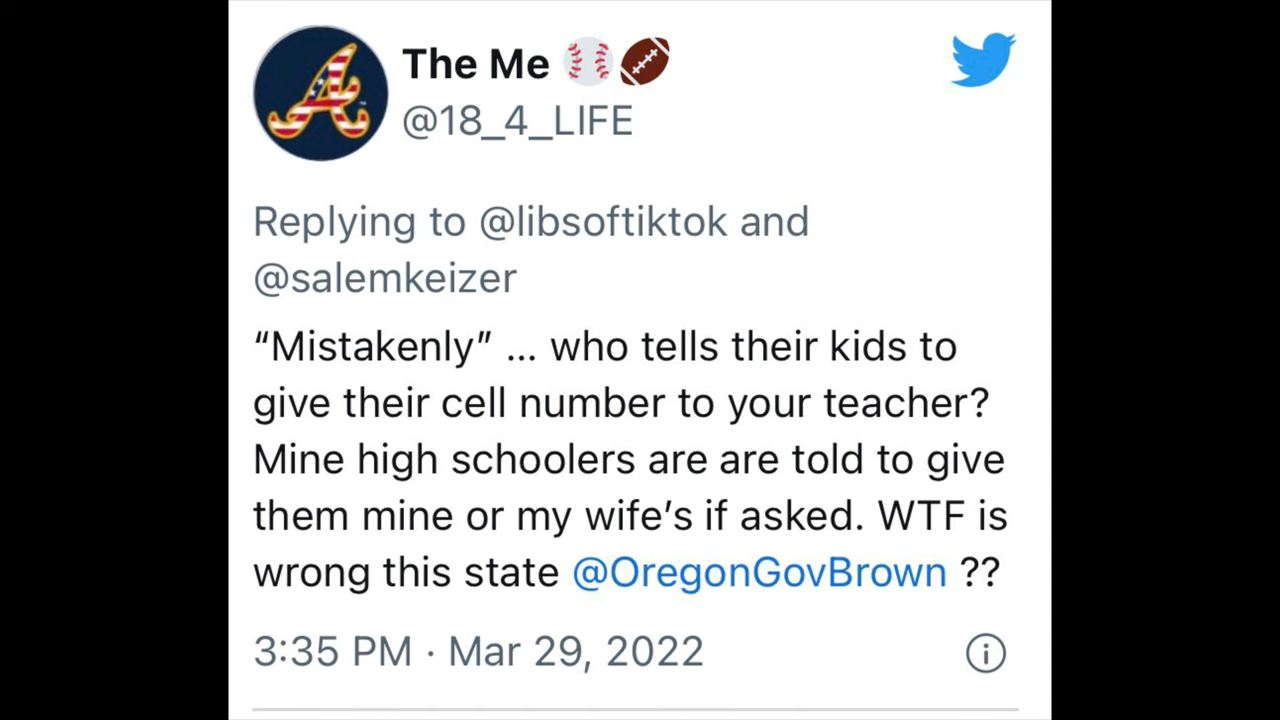 The Me ⚾🏈
@18_4_LIFE
Replying to @libsoftiktok and
@salemkeizer
“Mistakenly” ... who tells their kids to
give their cell number to your teacher?
Mine high schoolers are are told to give
them mine or my wife’s if asked. WTF is
wrong this state @OregonGovBrown ??
3:35 PM · Mar 29, 2022